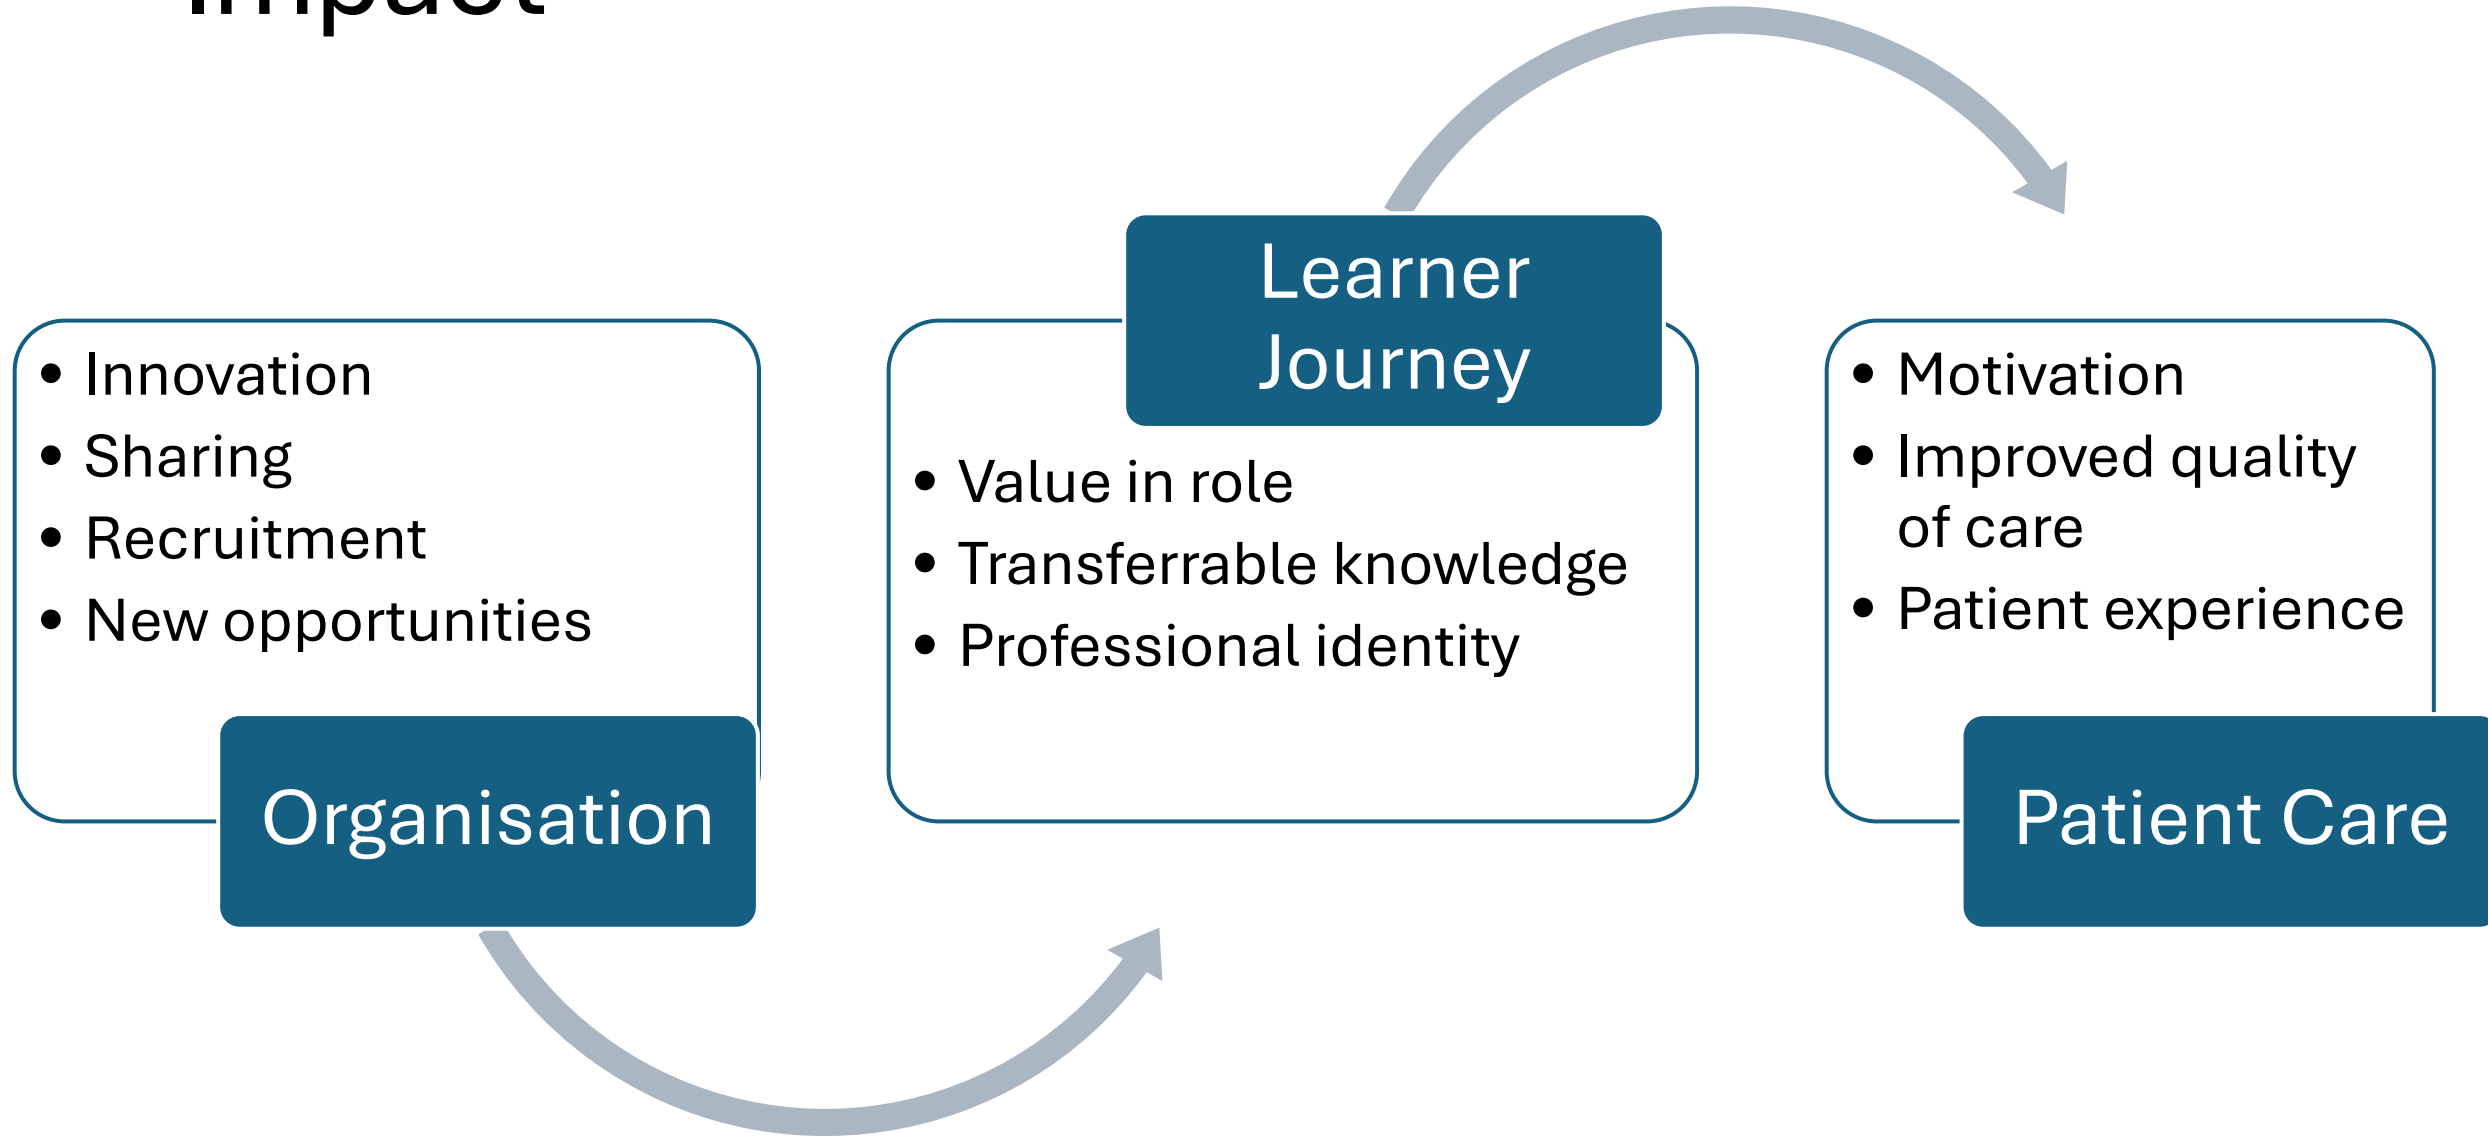 Impact
• Innovation
• Sharing
• Recruitment
• New opportunities
Organisation
Learner
Journey
• Value in role
• Transferrable knowledge
• Professional identity
• Motivation
• Improved quality
of care
• Patient experience
Patient Care